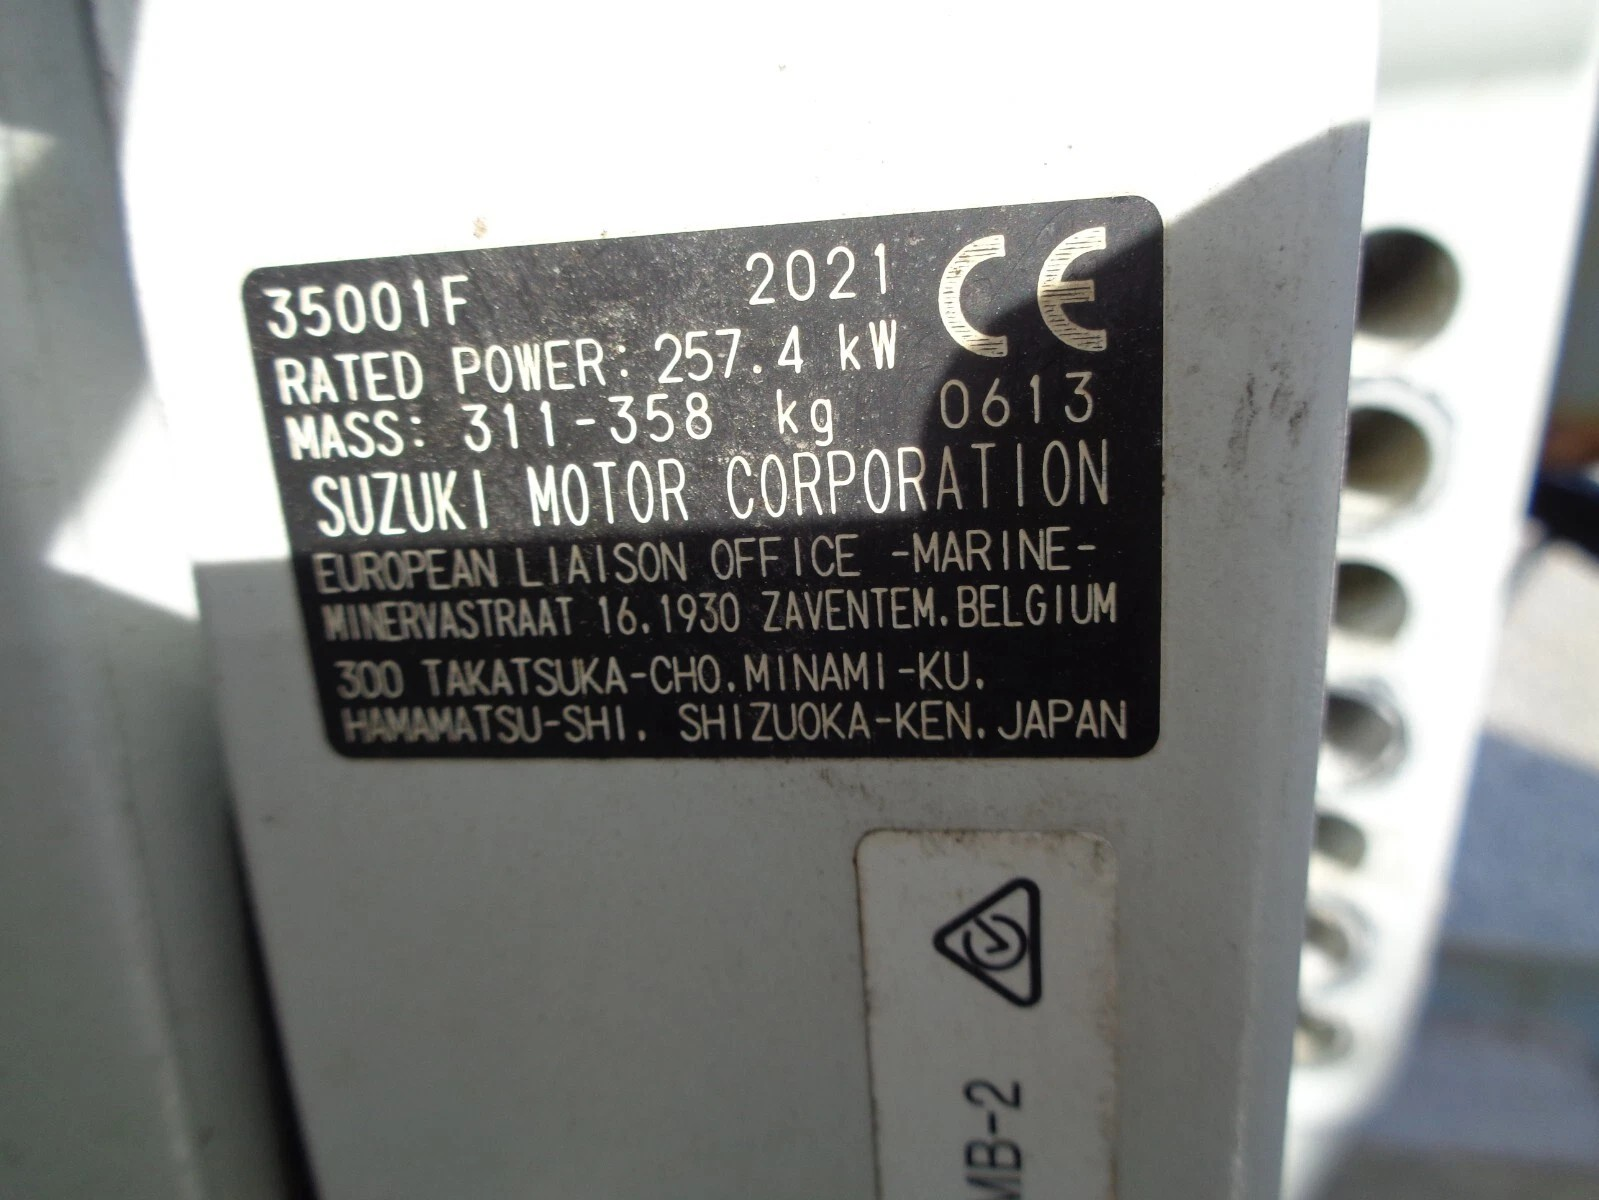 35001F 2021 CE
RATED POWER: 257.4 kW
MASS: 311-358 kg 0613
SUZUKI MOTOR CORPORATION
EUROPEAN LIAISON OFFICE -MARINE-
MINERVASTRAAT 16.1930 ZAVENTEM.BELGIUM
300 TAKATSUKA-CHO.MINAMI-KU.
HAMAMATSU-SHI. SHIZUOKA-KEN.JAPAN
MB-2